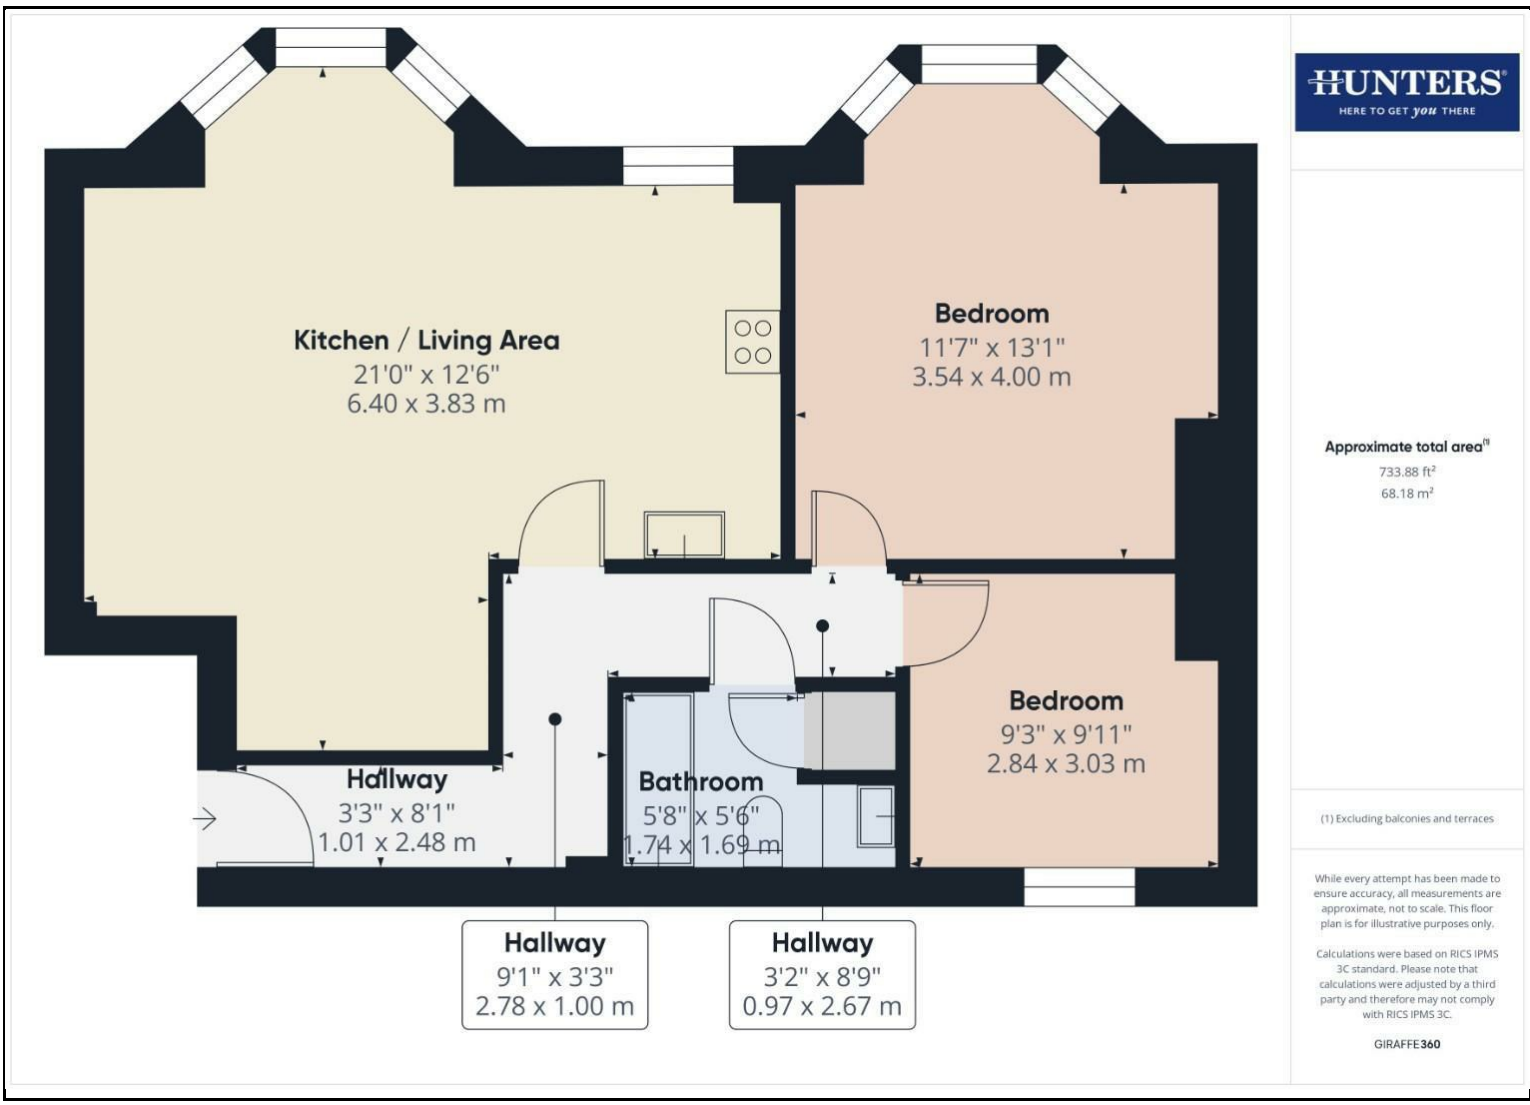 Kitchen / Living Area
21'0" x 12'6"
6.40 x 3.83 m
Bedroom
11'7" x 13'1"
3.54 x 4.00 m
Bedroom
9'3" x 9'11"
2.84 x 3.03 m
Hallway
3'3" x 8'1"
1.01 x 2.48 m
Bathroom
5'8" x 5'6"
1.74 x 1.69 m
Hallway
9'1" x 3'3"
2.78 x 1.00 m
Hallway
3'2" x 8'9"
0.97 x 2.67 m
HUNTERS®
HERE TO GET you THERE
Approximate total area⁽¹⁾
733.88 ft²
68.18 m²
(1) Excluding balconies and terraces
While every attempt has been made to
ensure accuracy, all measurements are
approximate, not to scale. This floor
plan is for illustrative purposes only.
Calculations were based on RICS IPMS
3C standard. Please note that
calculations were adjusted by a third
party and therefore may not comply
with RICS IPMS 3C.
GIRAFFE360